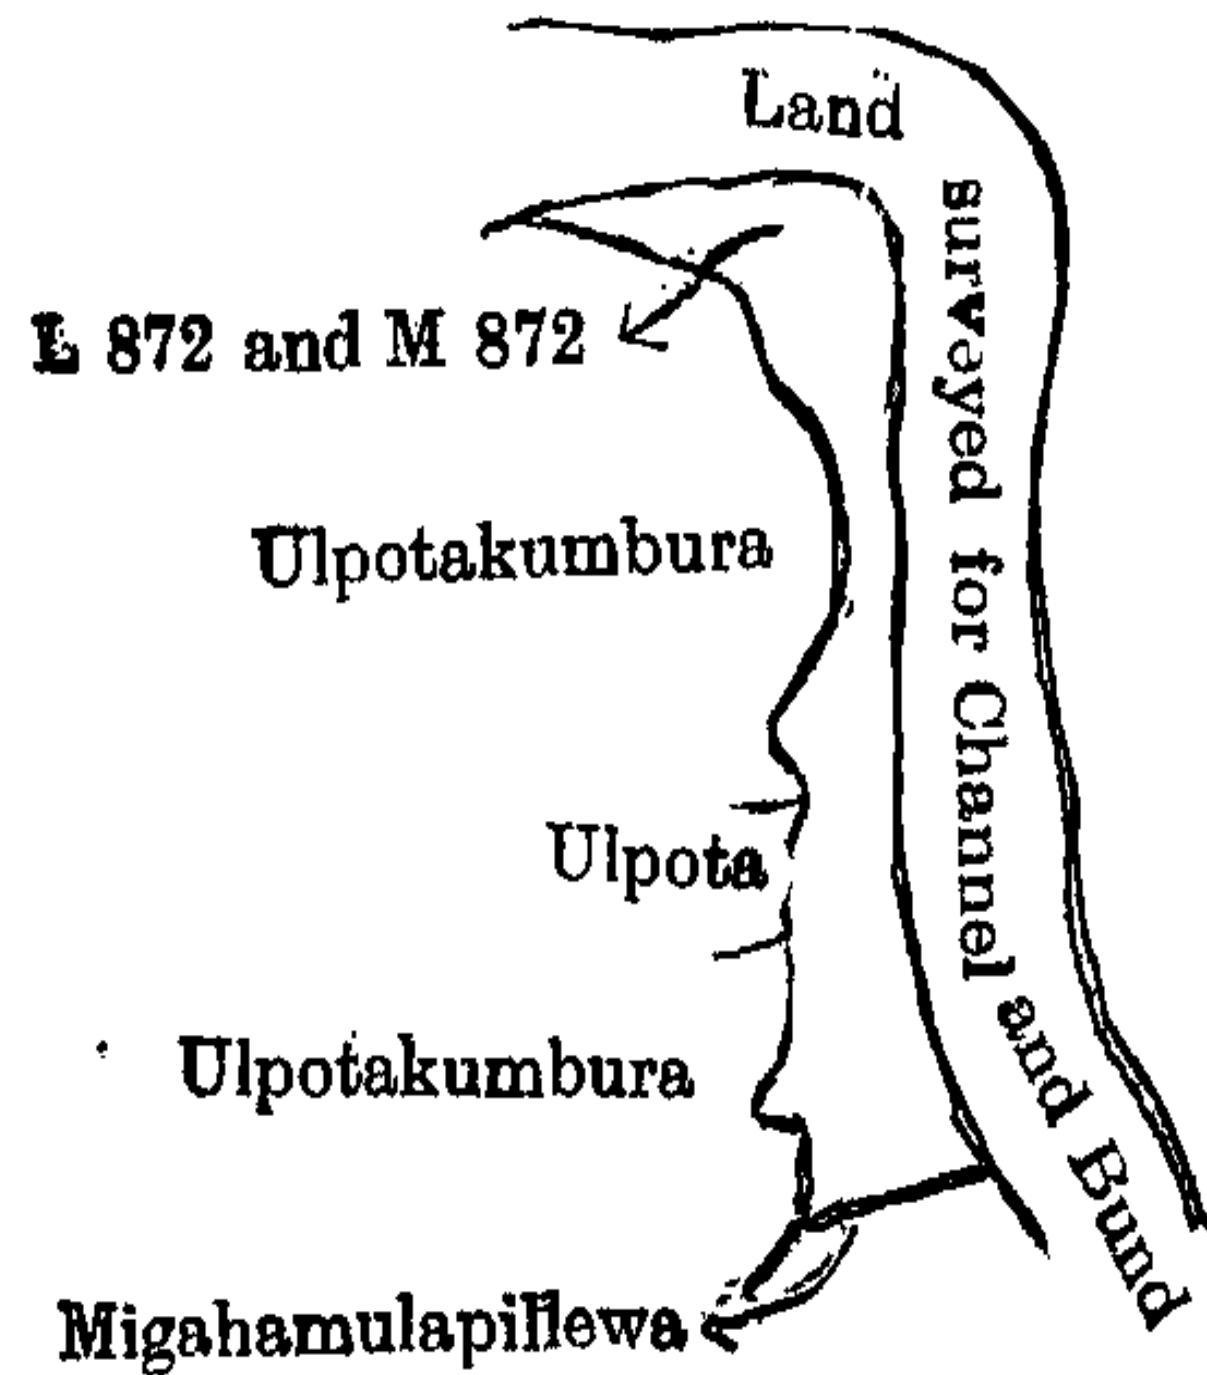 Land
surveyed for Channel and Bund
L 872 and M 872
Ulpotakumbura
Ulpota
Ulpotakumbura
Migahamulapillewa